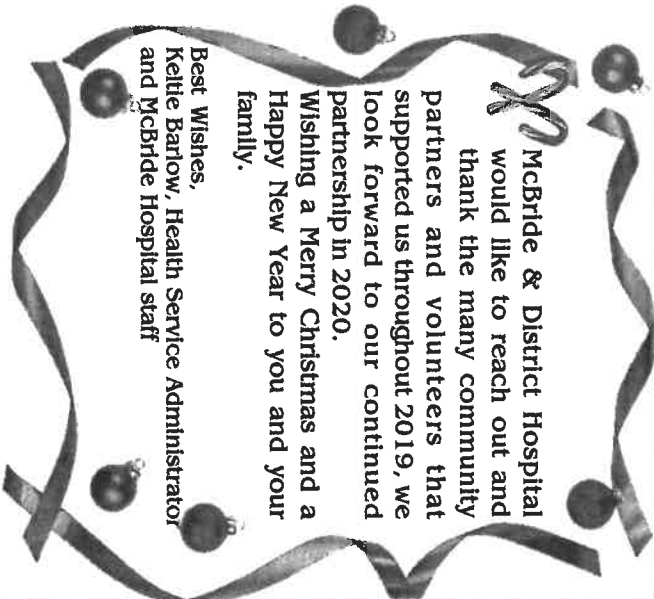 McBride & District Hospital
would like to reach out and
thank the many community
partners and volunteers that
supported us throughout 2019, we
look forward to our continued
partnership in 2020.
Wishing a Merry Christmas and a
Happy New Year to you and your
family.
Best Wishes,
Keltie Barlow, Health Service Administrator
and McBride Hospital staff